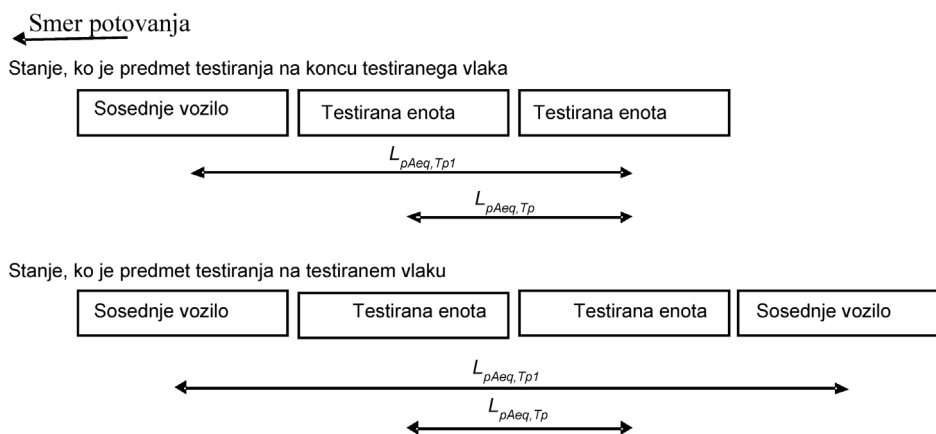 Smer potovanja
Stanje, ko je predmet testiranja na koncu testiranega vlaka
Sosednje vozilo Testirana enota Testirana enota
LpAeq,Tp1
LpAeq,Tp
Stanje, ko je predmet testiranja na testiranem vlaku
Sosednje vozilo Testirana enota Testirana enota Sosednje vozilo
LpAeq,Tp1
LpAeq,Tp